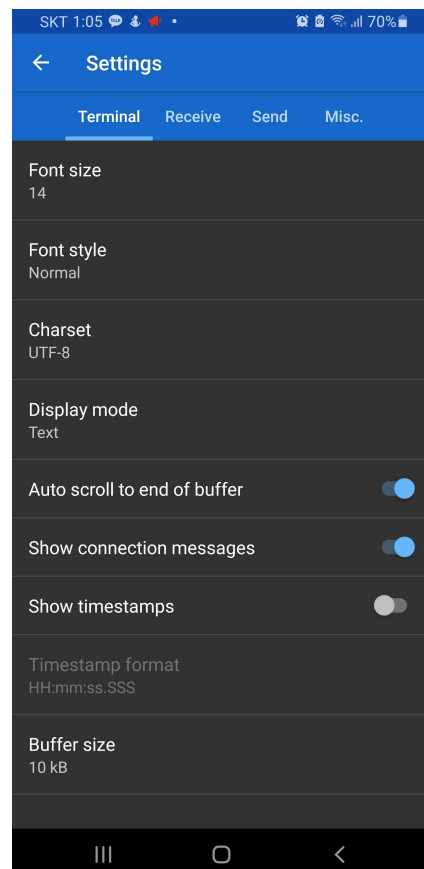 SKT 1:05 70%
Settings
Terminal Receive Send Misc.
Font size
14
Font style
Normal
Charset
UTF-8
Display mode
Text
Auto scroll to end of buffer
Show connection messages
Show timestamps
Timestamp format
HH:mm:ss.SSS
Buffer size
10 kB